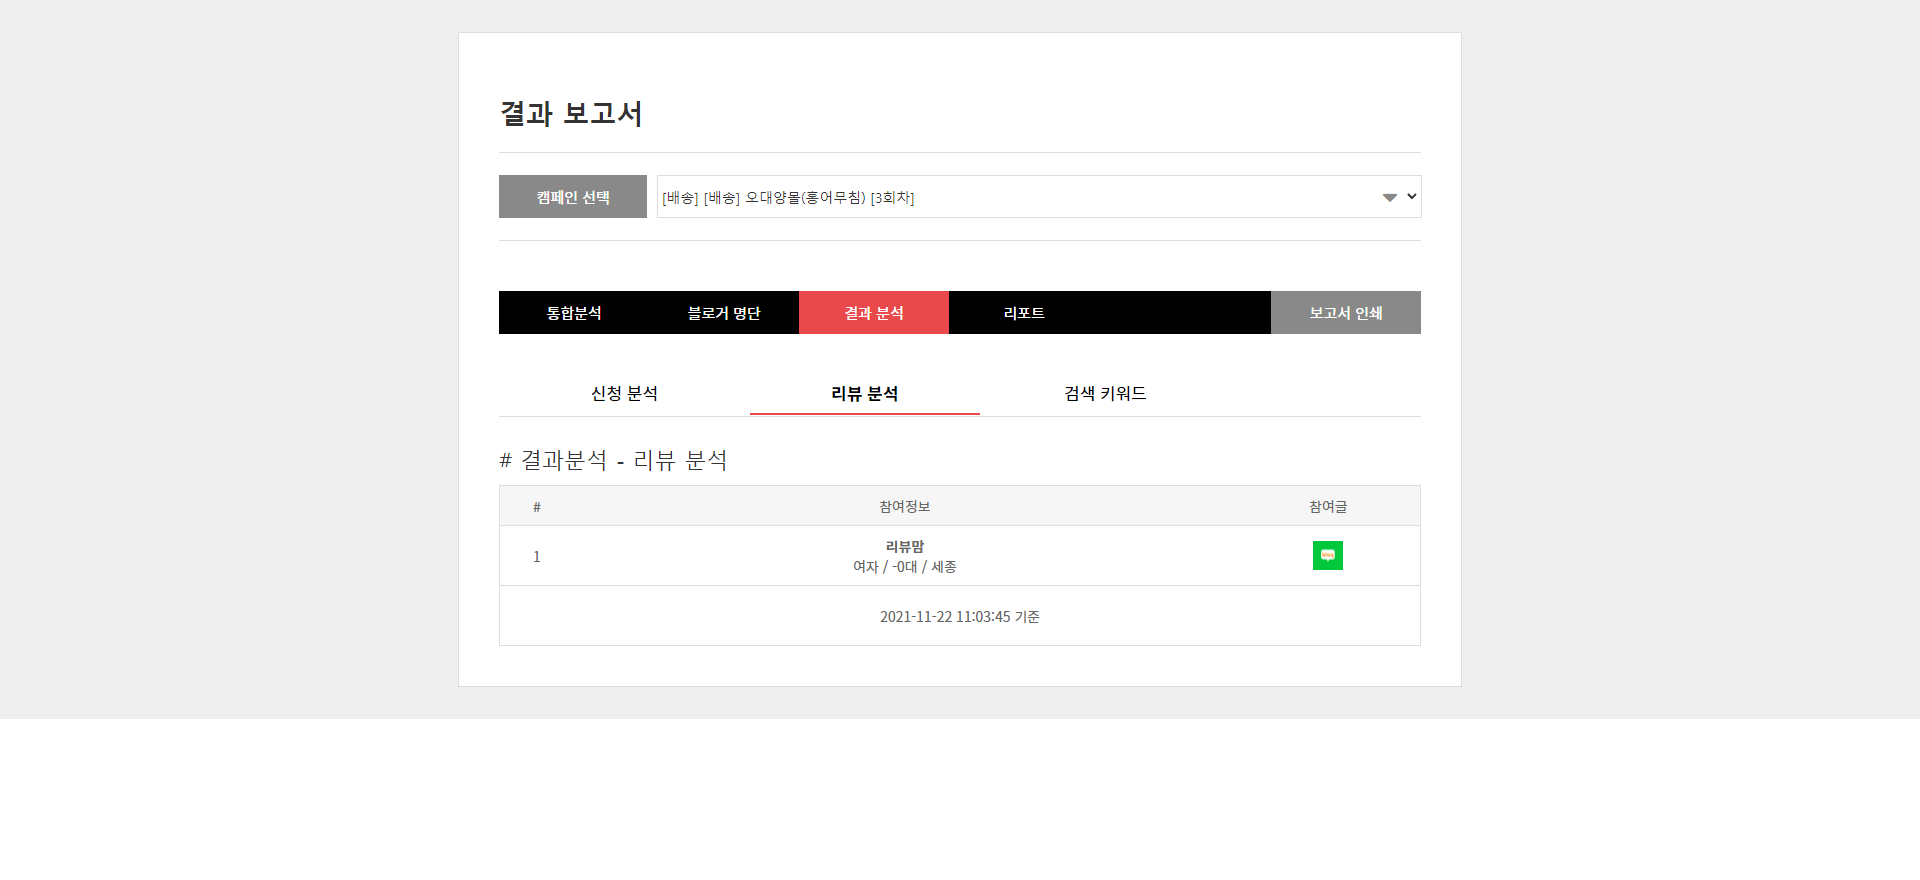 결과 보고서
캠페인 선택 [배송] [배송] 오대양몰(홍어무침) [3회차]
통합분석 블로거 명단 결과 분석 리포트 보고서 인쇄
신청 분석 리뷰 분석 검색 키워드
# 결과분석 - 리뷰 분석
# 참여정보 참여글
1 리뷰맘 blog
여자 / -0대 / 세종
2021-11-22 11:03:45 기준